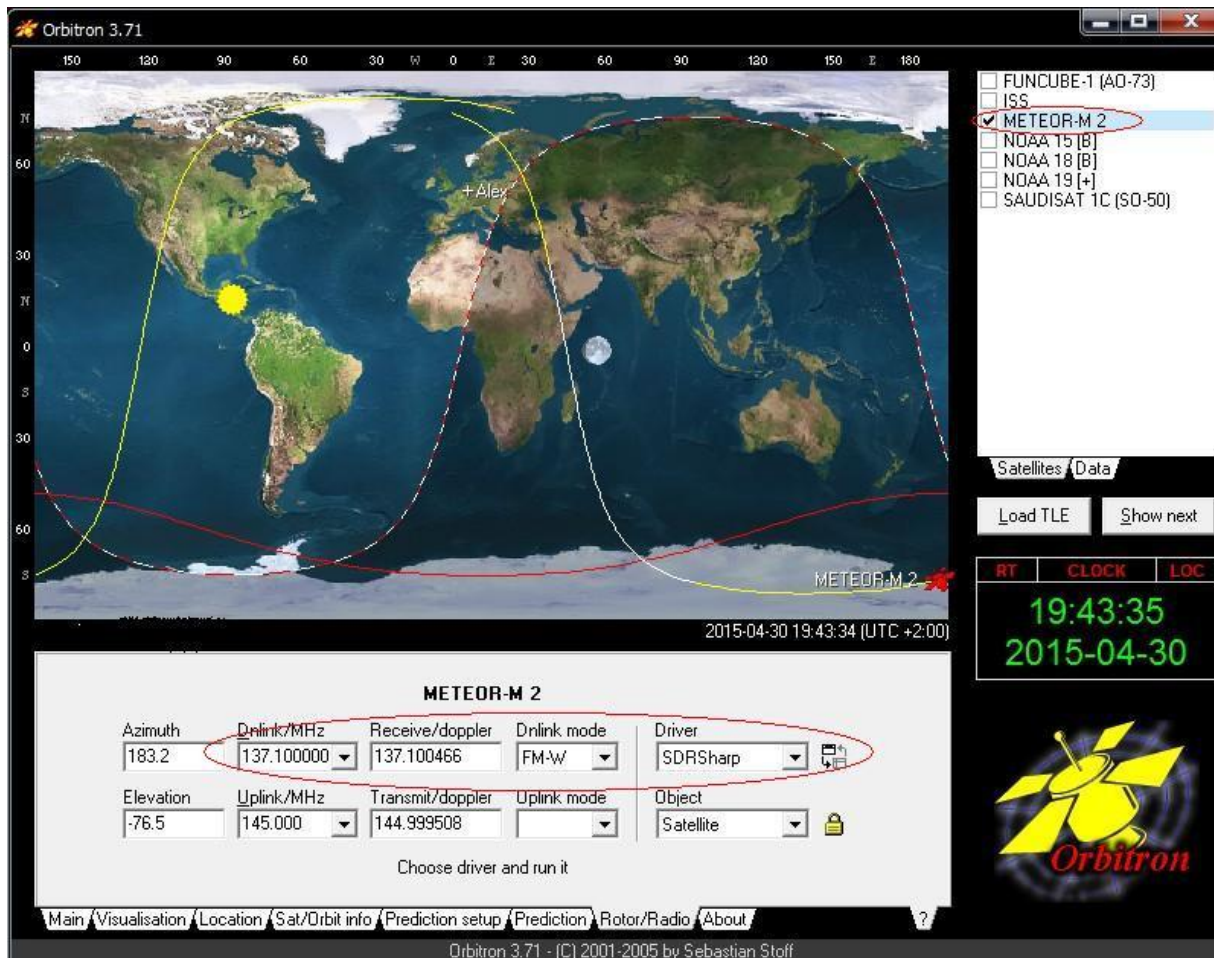 Orbitron 3.71
150 120 90 60 30 W 0 E 30 60 90 120 150 E 180
N
60
30
N
0
S
30
60
S
+Alex
METEOR-M 2
2015-04-30 19:43:34 (UTC +2:00)
FUNCUBE-1 (AO-73)
ISS
METEOR-M 2
NOAA 15 [B]
NOAA 18 [B]
NOAA 19 [+]
SAUDISAT 1C (SO-50)
Satellites Data
Load TLE Show next
RT CLOCK LOC
19:43:35
2015-04-30
METEOR-M 2
Azimuth Dnlink/MHz Receive/doppler Dnlink mode Driver
183.2 137.100000 137.100466 FM-W SDRSharp
Elevation Uplink/MHz Transmit/doppler Uplink mode Object
-76.5 145.000 144.999508 Satellite
Choose driver and run it
Orbitron
Main Visualisation Location Sat/Orbit info Prediction setup Prediction Rotor/Radio About ?
Orbitron 3.71 - (C) 2001-2005 by Sebastian Stoff